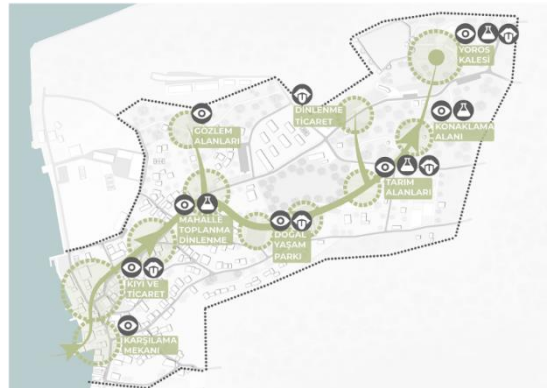 YOROS
KALESİ
DİNLENME
TİCARET
GÖZLEM
ALANLARI
KONAKLAMA
ALANI
TARIM
ALANLARI
MAHALLE
TOPLANMA
DİNLENME
DOĞAL
YAŞAM
PARKI
KIYI VE
TİCARET
KARŞILAMA
MEKANI